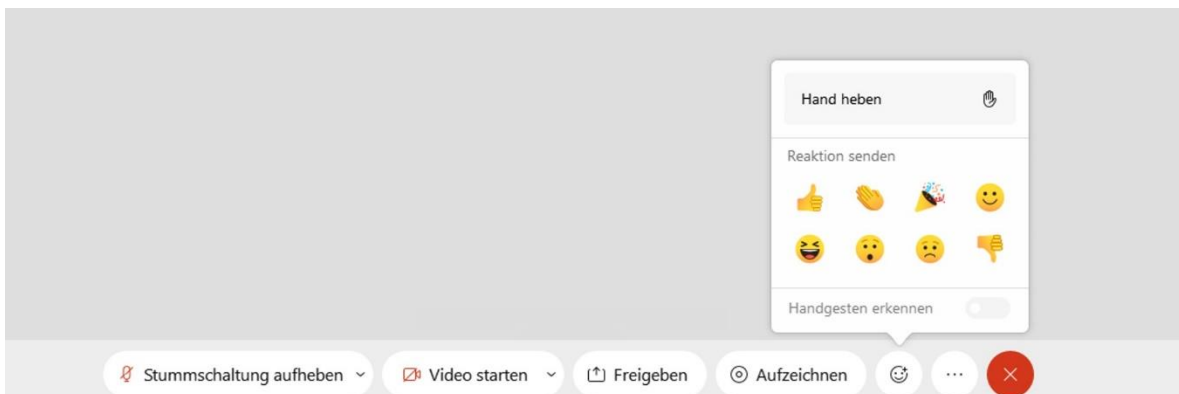 Hand heben
Reaktion senden
Handgesten erkennen
Stummschaltung aufheben
Video starten
Freigeben
Aufzeichnen